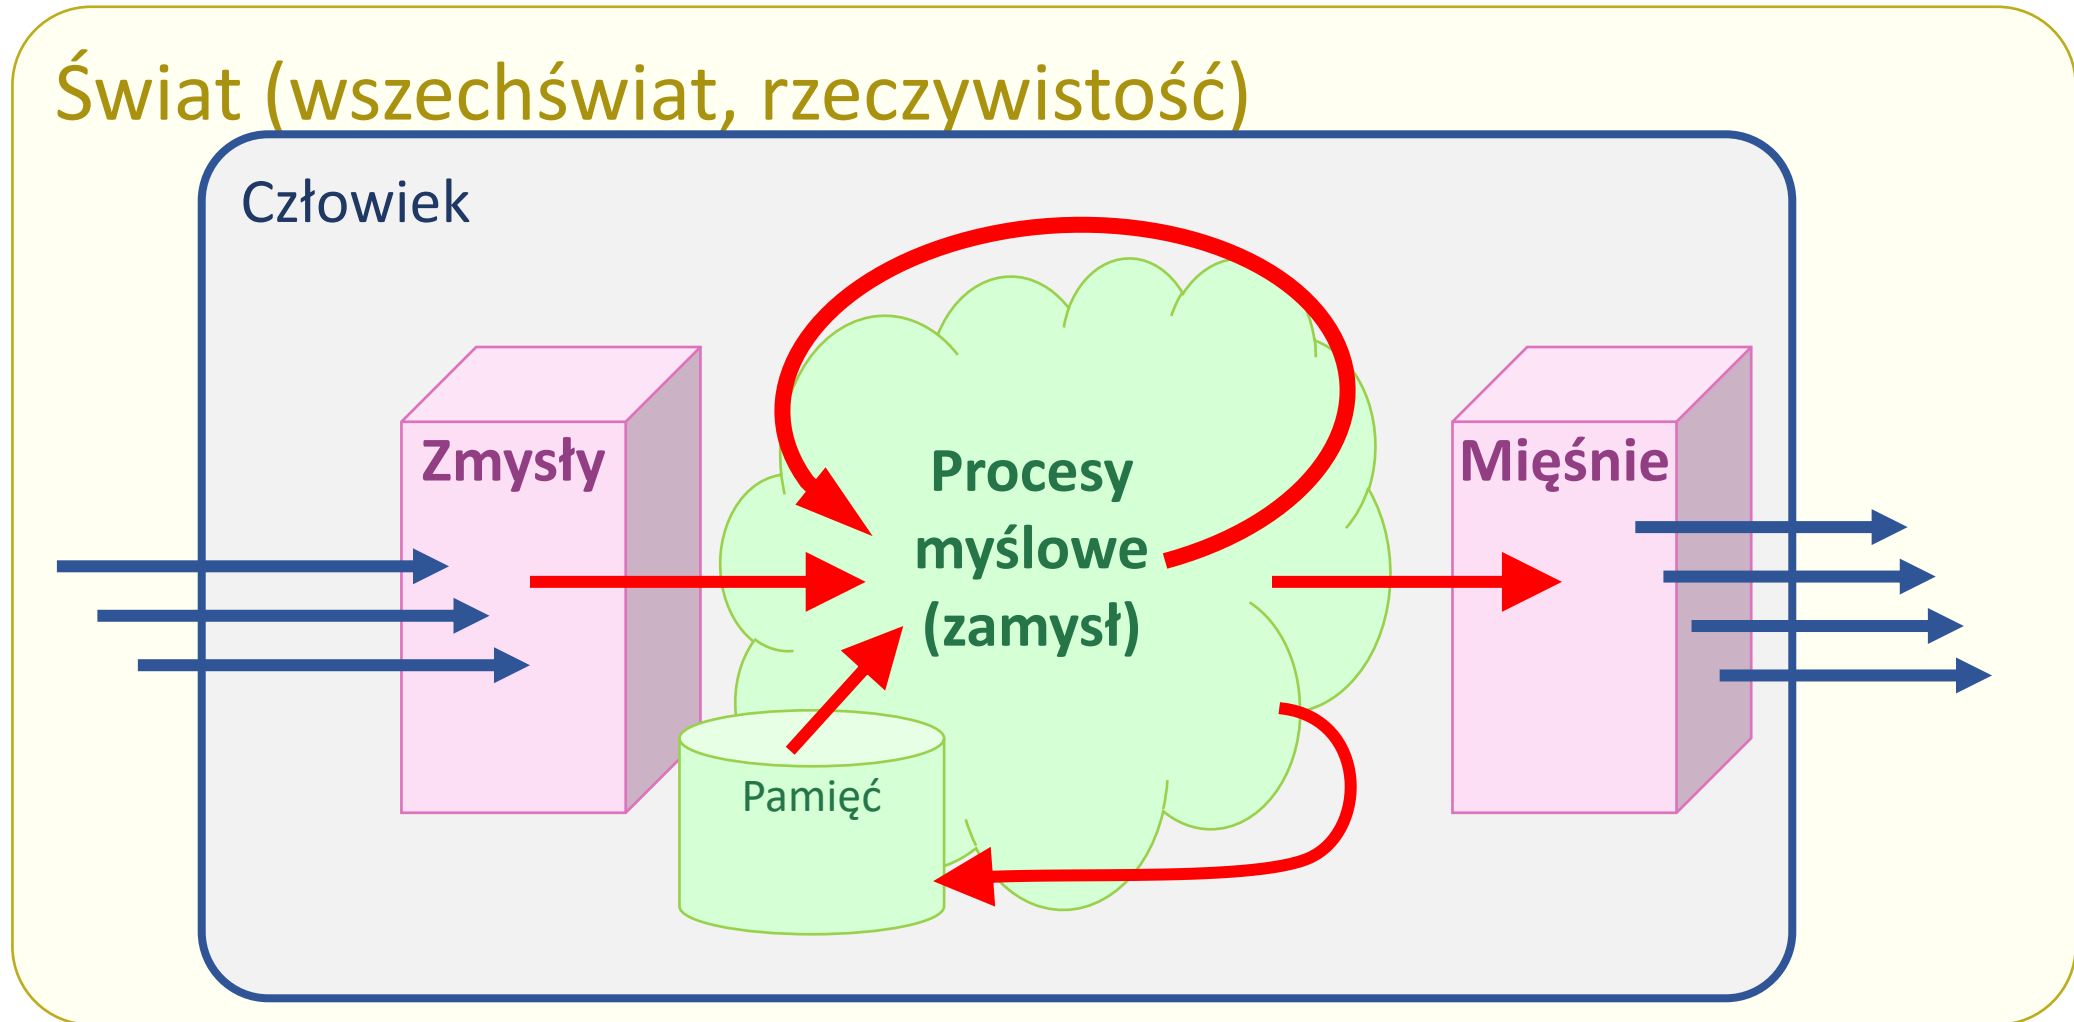 Świat (wszechświat, rzeczywistość)
Człowiek
Zmysły
Procesy
myślowe
(zamysł)
Mięśnie
Pamięć